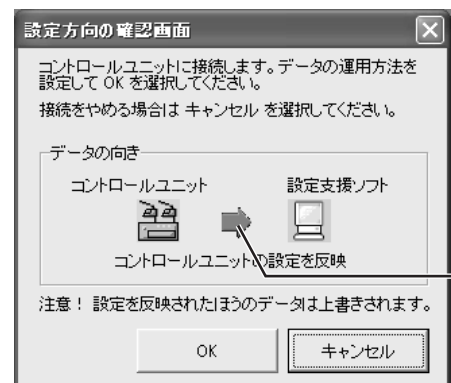 設定方向の確認画面
コントロールユニットに接続します。データの運用方法を
設定して OK を選択してください。
接続をやめる場合は キャンセル を選択してください。
データの向き
コントロールユニット 設定支援ソフト
コントロールユニットの設定を反映
注意！ 設定を反映されたほうのデータは上書きされます。
OK キャンセル